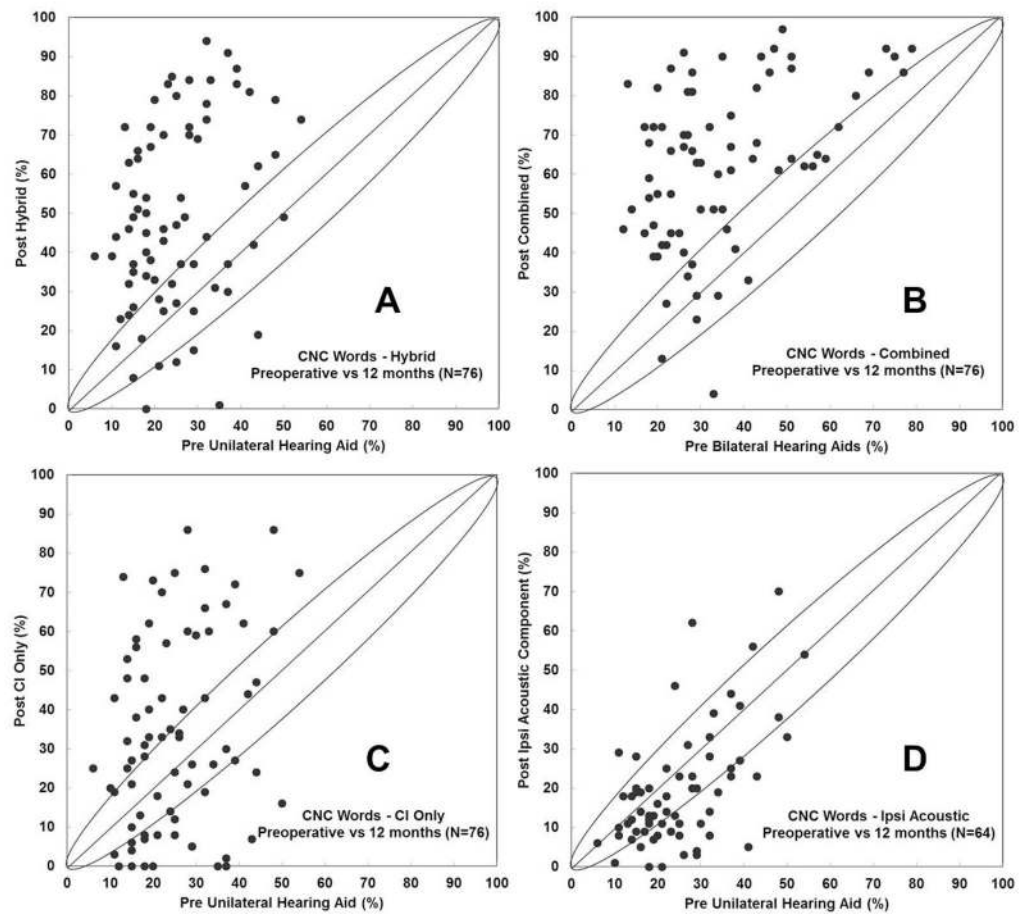 100
90
80
70
60
50
40
30
20
10
0
Post Hybrid (%)
A
CNC Words - Hybrid
Preoperative vs 12 months (N=76)
0 10 20 30 40 50 60 70 80 90 100
Pre Unilateral Hearing Aid (%)
100
90
80
70
60
50
40
30
20
10
0
Post Combined (%)
B
CNC Words - Combined
Preoperative vs 12 months (N=76)
0 10 20 30 40 50 60 70 80 90 100
Pre Bilateral Hearing Aids (%)
100
90
80
70
60
50
40
30
20
10
0
Post CI Only (%)
C
CNC Words - CI Only
Preoperative vs 12 months (N=76)
0 10 20 30 40 50 60 70 80 90 100
Pre Unilateral Hearing Aid (%)
100
90
80
70
60
50
40
30
20
10
0
Post Ipsi Acoustic Component (%)
D
CNC Words - Ipsi Acoustic
Preoperative vs 12 months (N=64)
0 10 20 30 40 50 60 70 80 90 100
Pre Unilateral Hearing Aid (%)